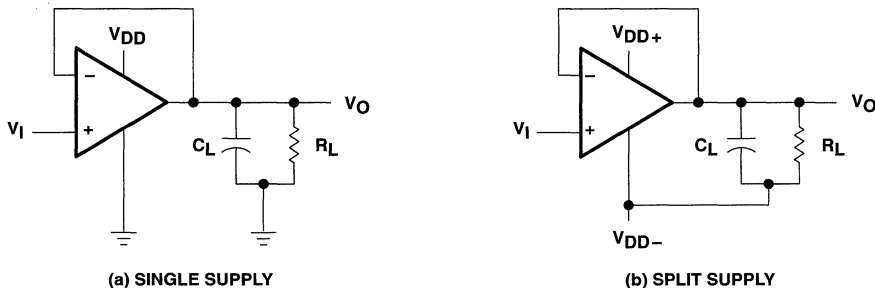 VDD
−
VI
+
VO
CL
RL
(a) SINGLE SUPPLY
VDD+
−
VI
+
VO
CL
RL
VDD−
(b) SPLIT SUPPLY